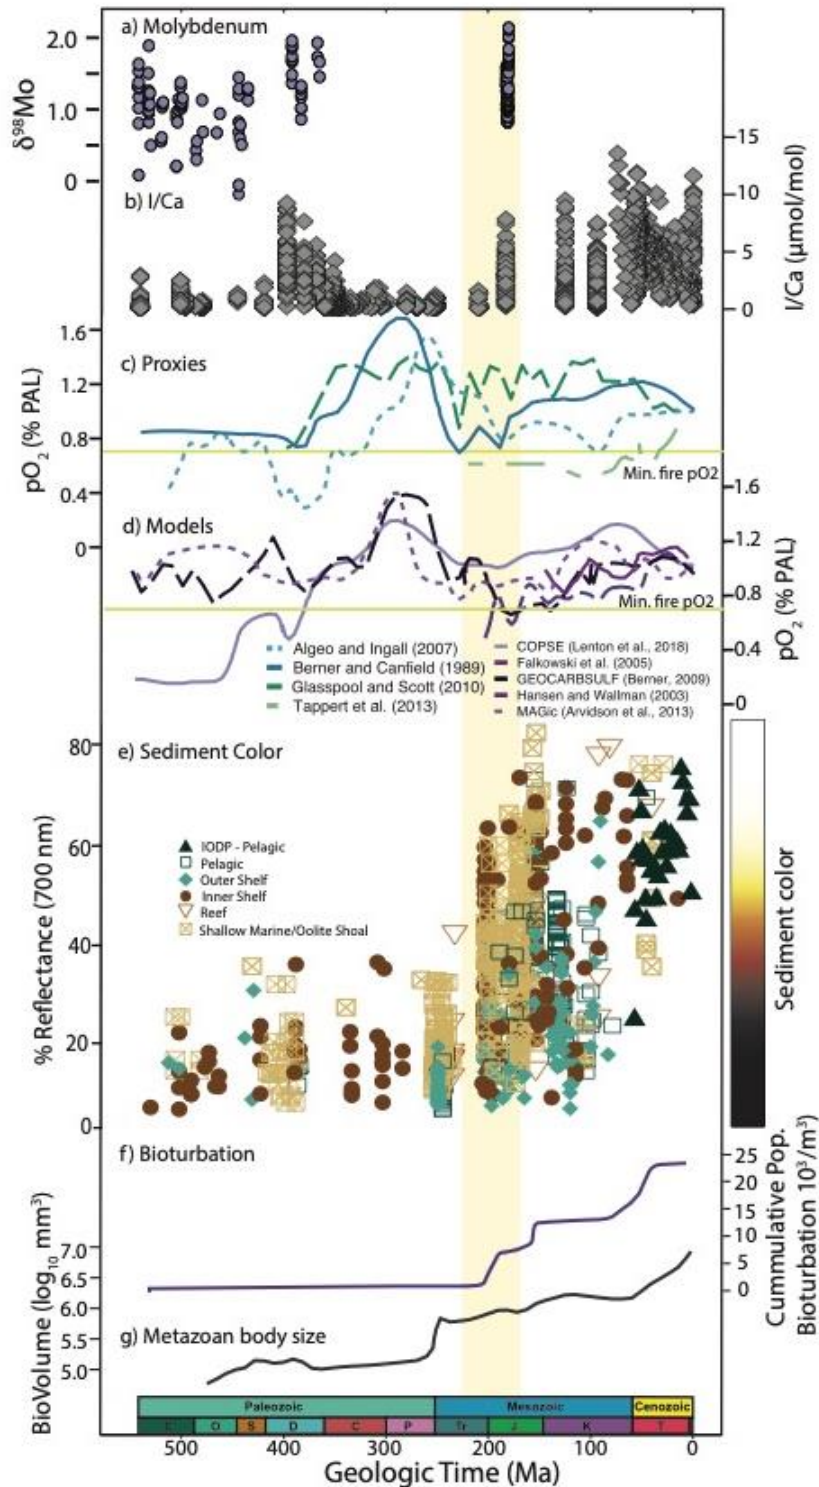 a) Molybdenum
2.0
1.0
0
δ⁹⁸Mo
b) I/Ca
15
10
5
0
I/Ca (μmol/mol)
c) Proxies
1.6
1.2
0.8
0.4
0
pO₂ (% PAL)
Min. fire pO2
d) Models
1.6
1.2
0.8
0.4
0
pO₂ (% PAL)
Min. fire pO2
Algeo and Ingall (2007)
Berner and Canfield (1989)
Glasspool and Scott (2010)
Tappert et al. (2013)
COPSE (Lenton et al., 2018)
Falkowski et al. (2005)
GEOCARBSULF (Berner, 2009)
Hansen and Wallman (2003)
MAGic (Arvidson et al., 2013)
e) Sediment Color
80
60
40
20
0
% Reflectance (700 nm)
IODP - Pelagic
Pelagic
Outer Shelf
Inner Shelf
Reef
Shallow Marine/Oolite Shoal
Sediment color
f) Bioturbation
25
20
15
10
5
0
Cummulative Pop.
Bioturbation 10³/m³)
7.0
6.5
6.0
5.5
5.0
BioVolume (log₁₀ mm³)
g) Metazoan body size
Paleozoic
Mesozoic
Cenozoic
O
S
D
C
P
Tr
J
K
T
500
400
300
200
100
0
Geologic Time (Ma)